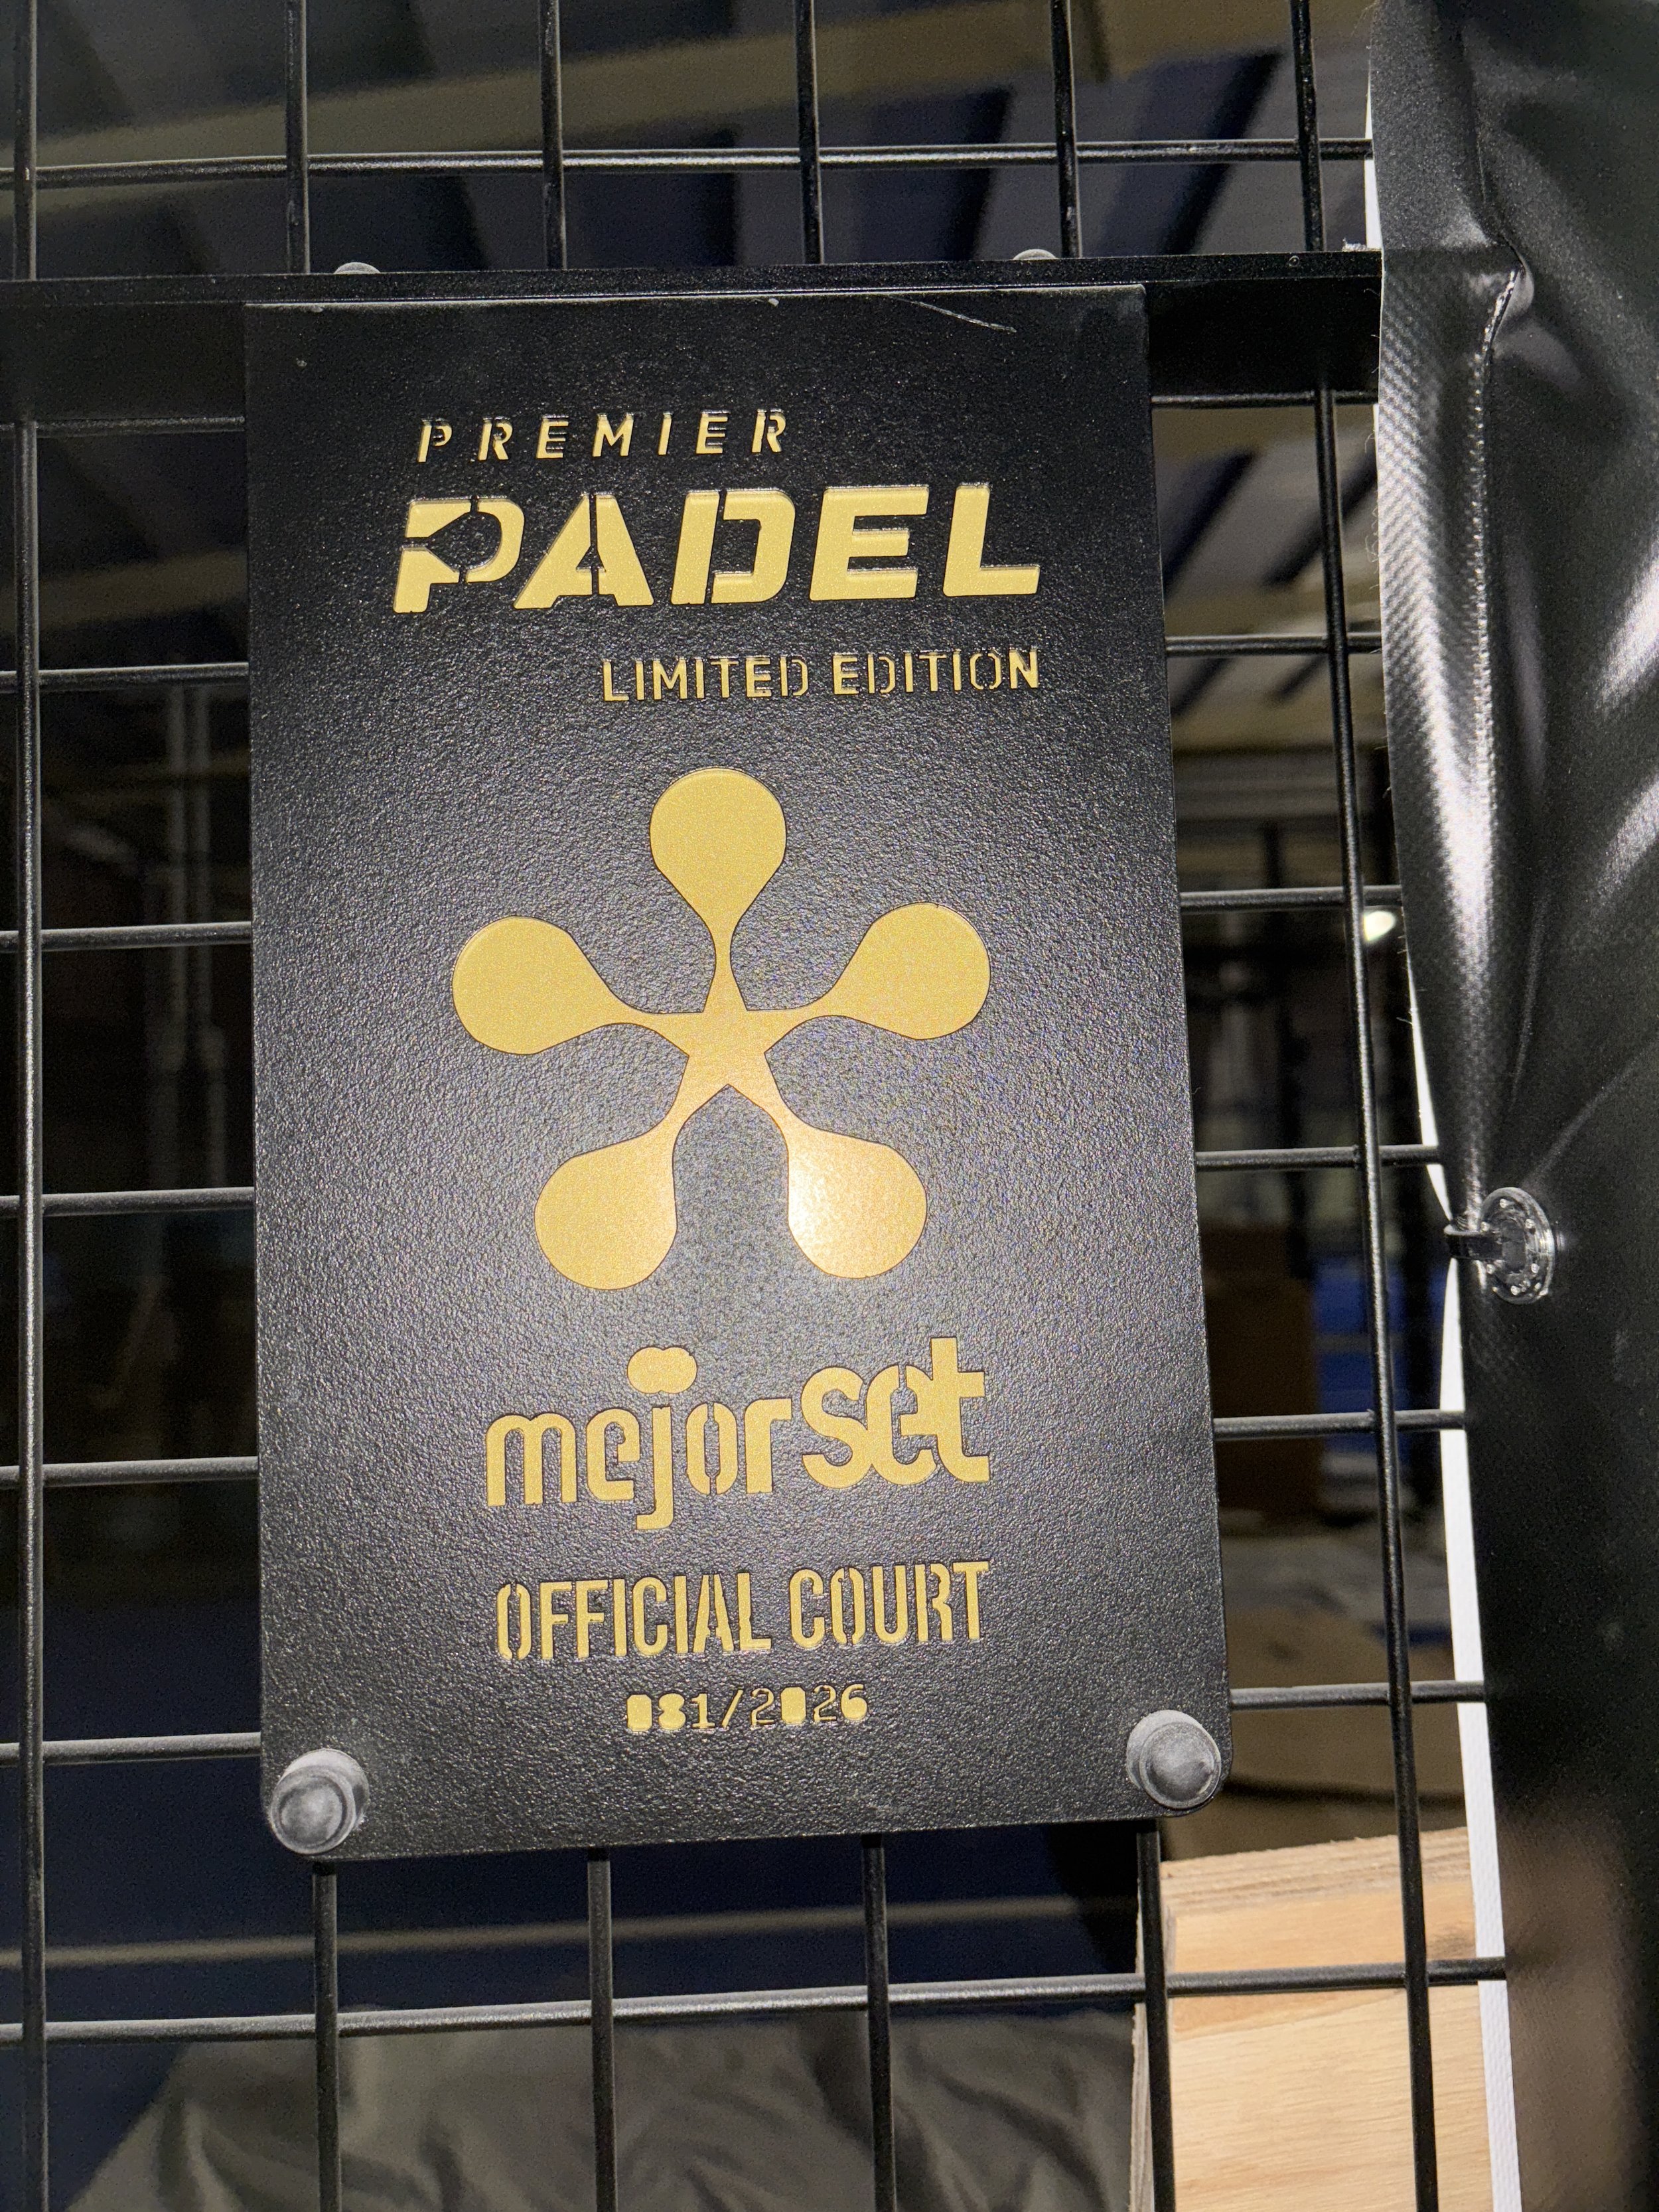 PREMIER
PADEL
LIMITED EDITION
mejorset
OFFICIAL COURT
081/2026